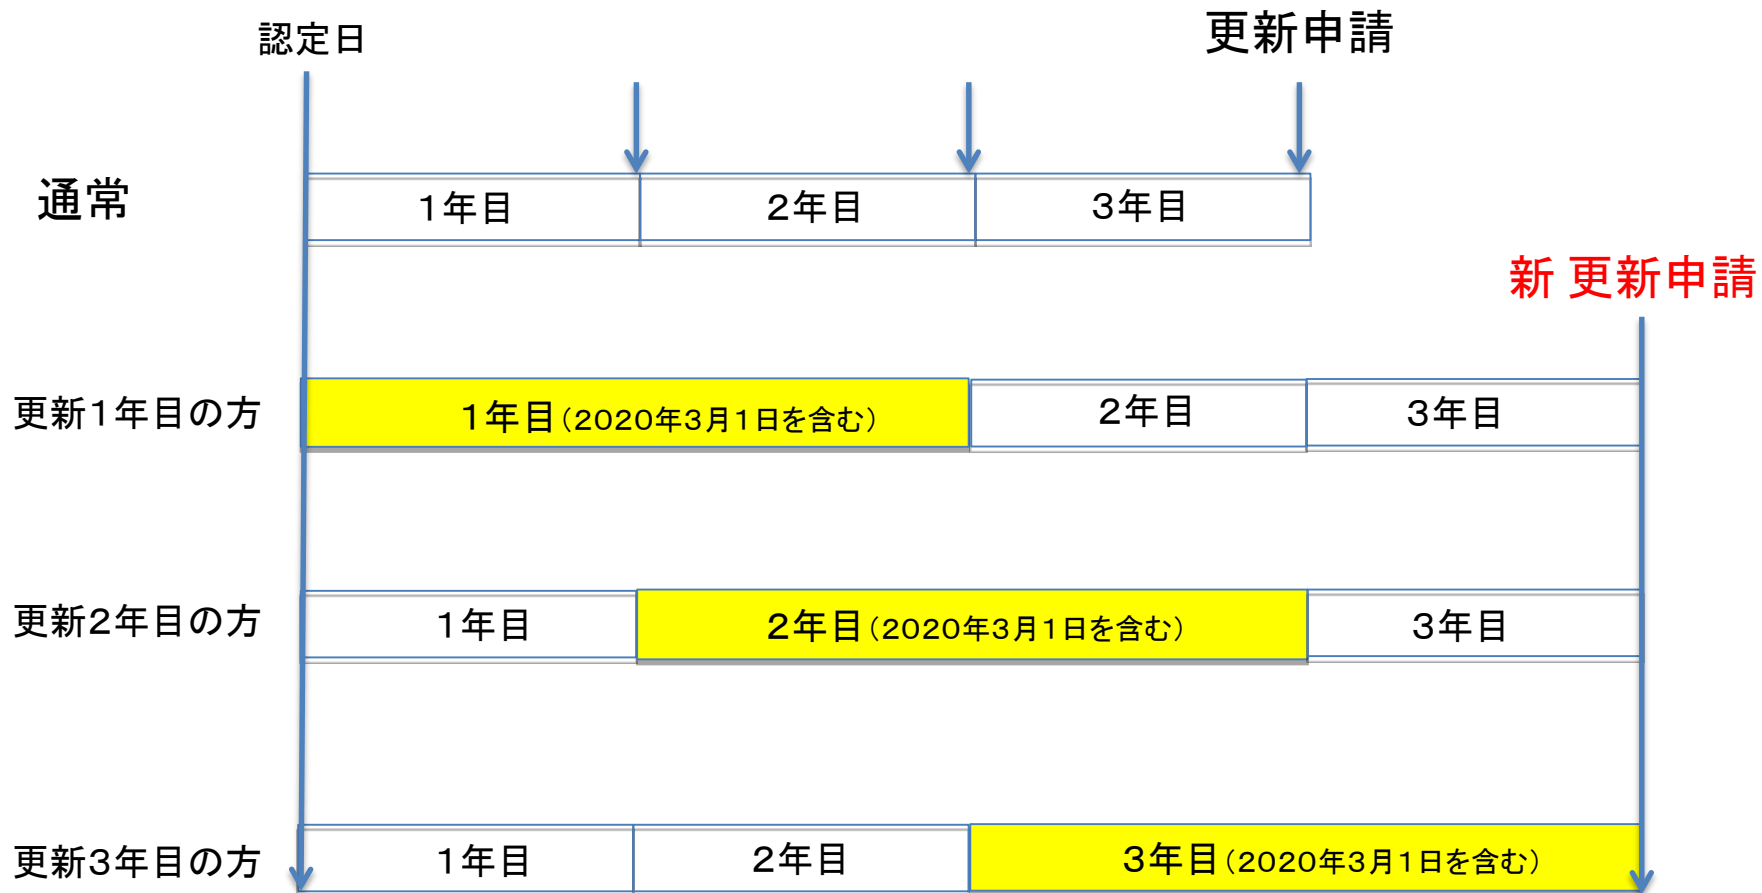 認定日
更新申請
通常
1年目 2年目 3年目
新 更新申請
更新1年目の方 1年目(2020年3月1日を含む) 2年目 3年目
更新2年目の方 1年目 2年目(2020年3月1日を含む) 3年目
更新3年目の方 1年目 2年目 3年目(2020年3月1日を含む)